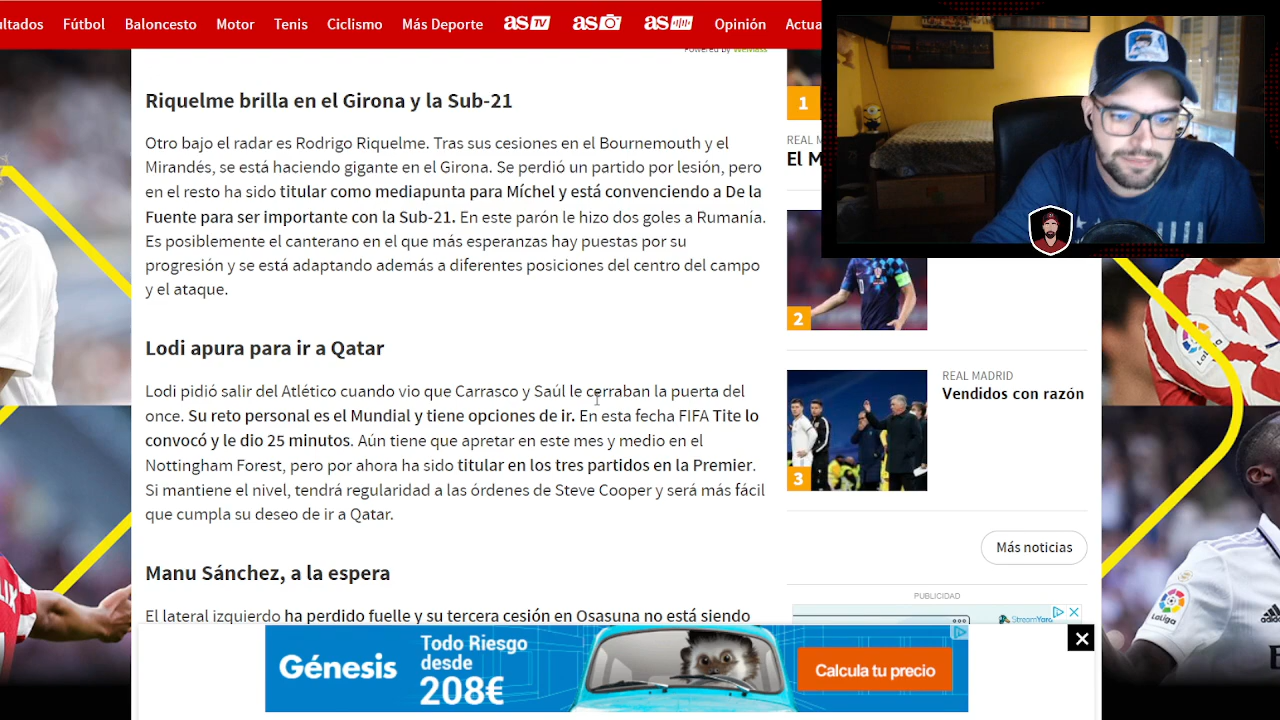 ultados Fútbol Baloncesto Motor Tenis Ciclismo Más Deporte as TV as as Opinión Actua
Powered by WeMass
Riquelme brilla en el Girona y la Sub-21
Otro bajo el radar es Rodrigo Riquelme. Tras sus cesiones en el Bournemouth y el
Mirandés, se está haciendo gigante en el Girona. Se perdió un partido por lesión, pero
en el resto ha sido titular como mediapunta para Míchel y está convenciendo a De la
Fuente para ser importante con la Sub-21. En este parón le hizo dos goles a Rumanía.
Es posiblemente el canterano en el que más esperanzas hay puestas por su
progresión y se está adaptando además a diferentes posiciones del centro del campo
y el ataque.
Lodi apura para ir a Qatar
Lodi pidió salir del Atlético cuando vio que Carrasco y Saúl le cerraban la puerta del
once. Su reto personal es el Mundial y tiene opciones de ir. En esta fecha FIFA Tite lo
convocó y le dio 25 minutos. Aún tiene que apretar en este mes y medio en el
Nottingham Forest, pero por ahora ha sido titular en los tres partidos en la Premier.
Si mantiene el nivel, tendrá regularidad a las órdenes de Steve Cooper y será más fácil
que cumpla su deseo de ir a Qatar.
Manu Sánchez, a la espera
El lateral izquierdo ha perdido fuelle y su tercera cesión en Osasuna no está siendo
1
REAL M
El M
2
3
REAL MADRID
Vendidos con razón
Más noticias
PUBLICIDAD
StreamYard
Génesis
Todo Riesgo
desde
208€
Calcula tu precio
LaLiga
LaLiga